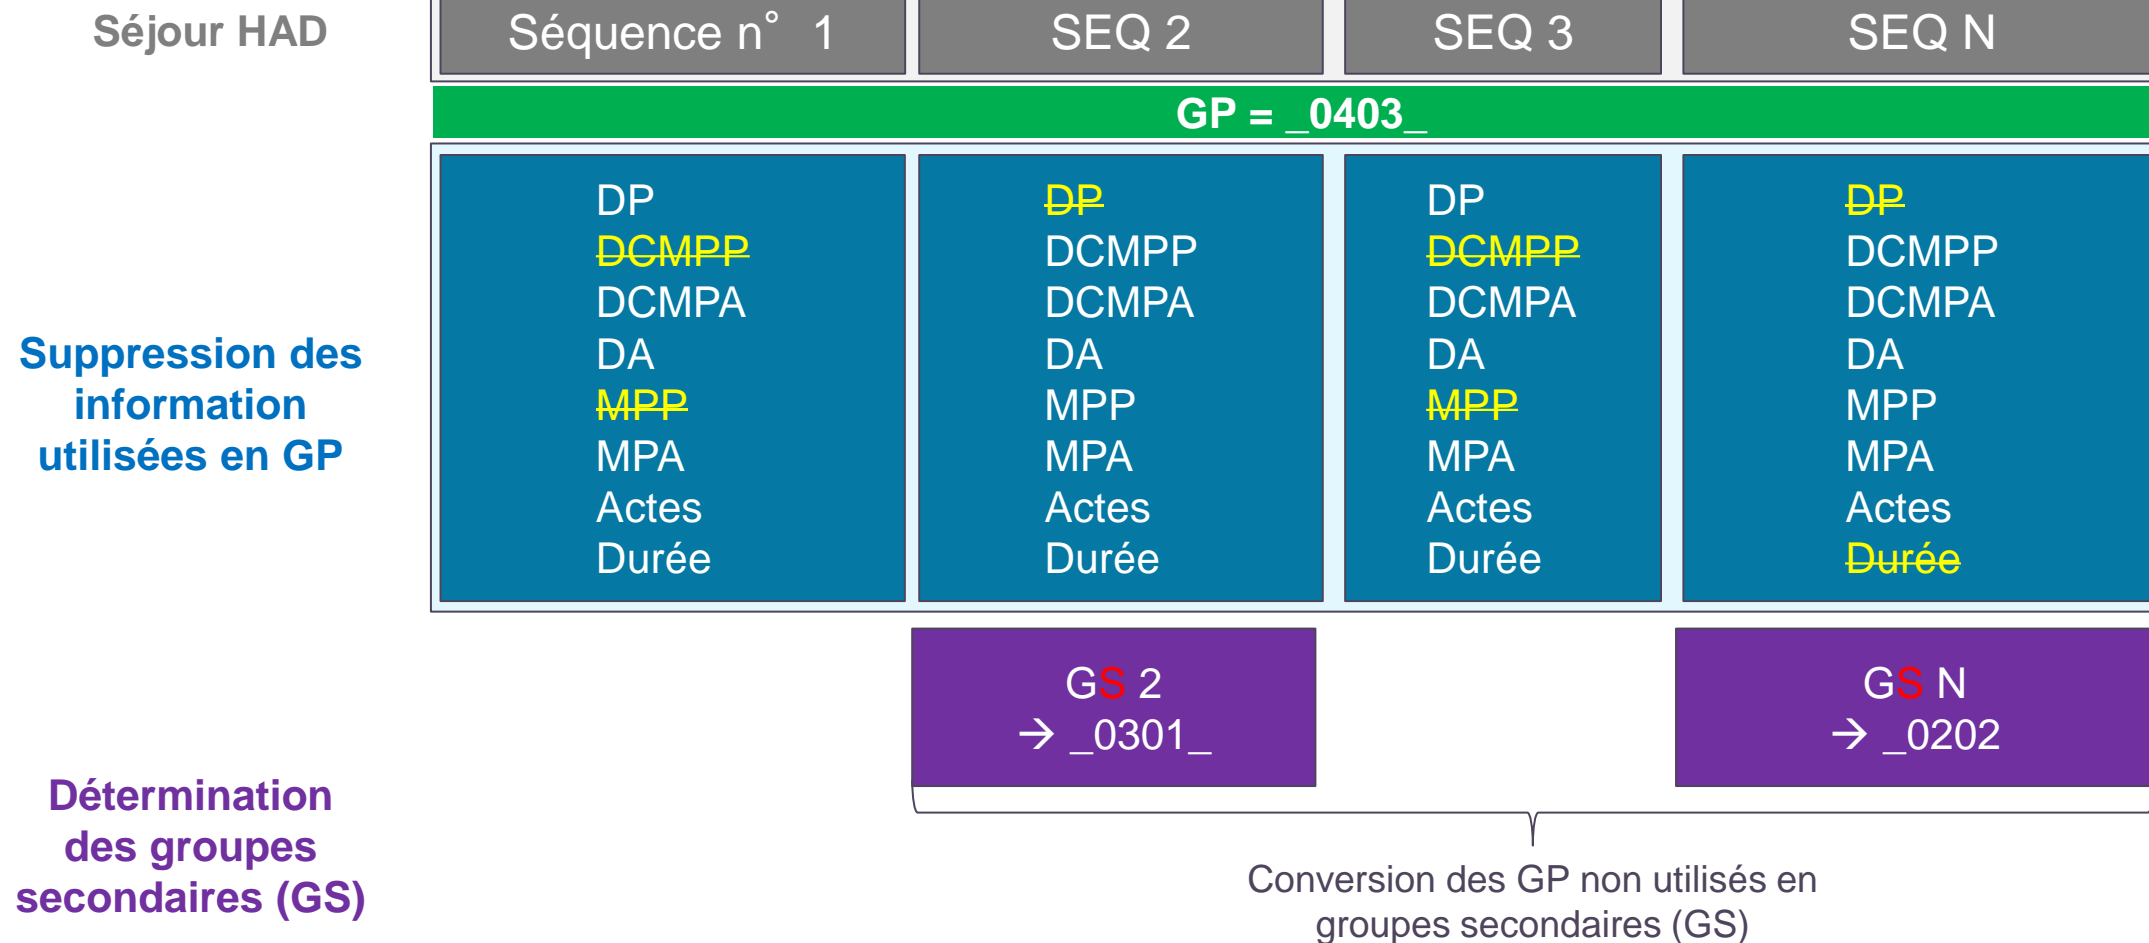 Séjour HAD
Séquence n° 1
SEQ 2
SEQ 3
SEQ N
GP = _0403_
Suppression des
information
utilisées en GP
DP
DCMPP
DCMPA
DA
MPP
MPA
Actes
Durée
DP
DCMPP
DCMPA
DA
MPP
MPA
Actes
Durée
DP
DCMPP
DCMPA
DA
MPP
MPA
Actes
Durée
DP
DCMPP
DCMPA
DA
MPP
MPA
Actes
Durée
Détermination
des groupes
secondaires (GS)
GS 2
→ _0301_
GS N
→ _0202
Conversion des GP non utilisés en
groupes secondaires (GS)